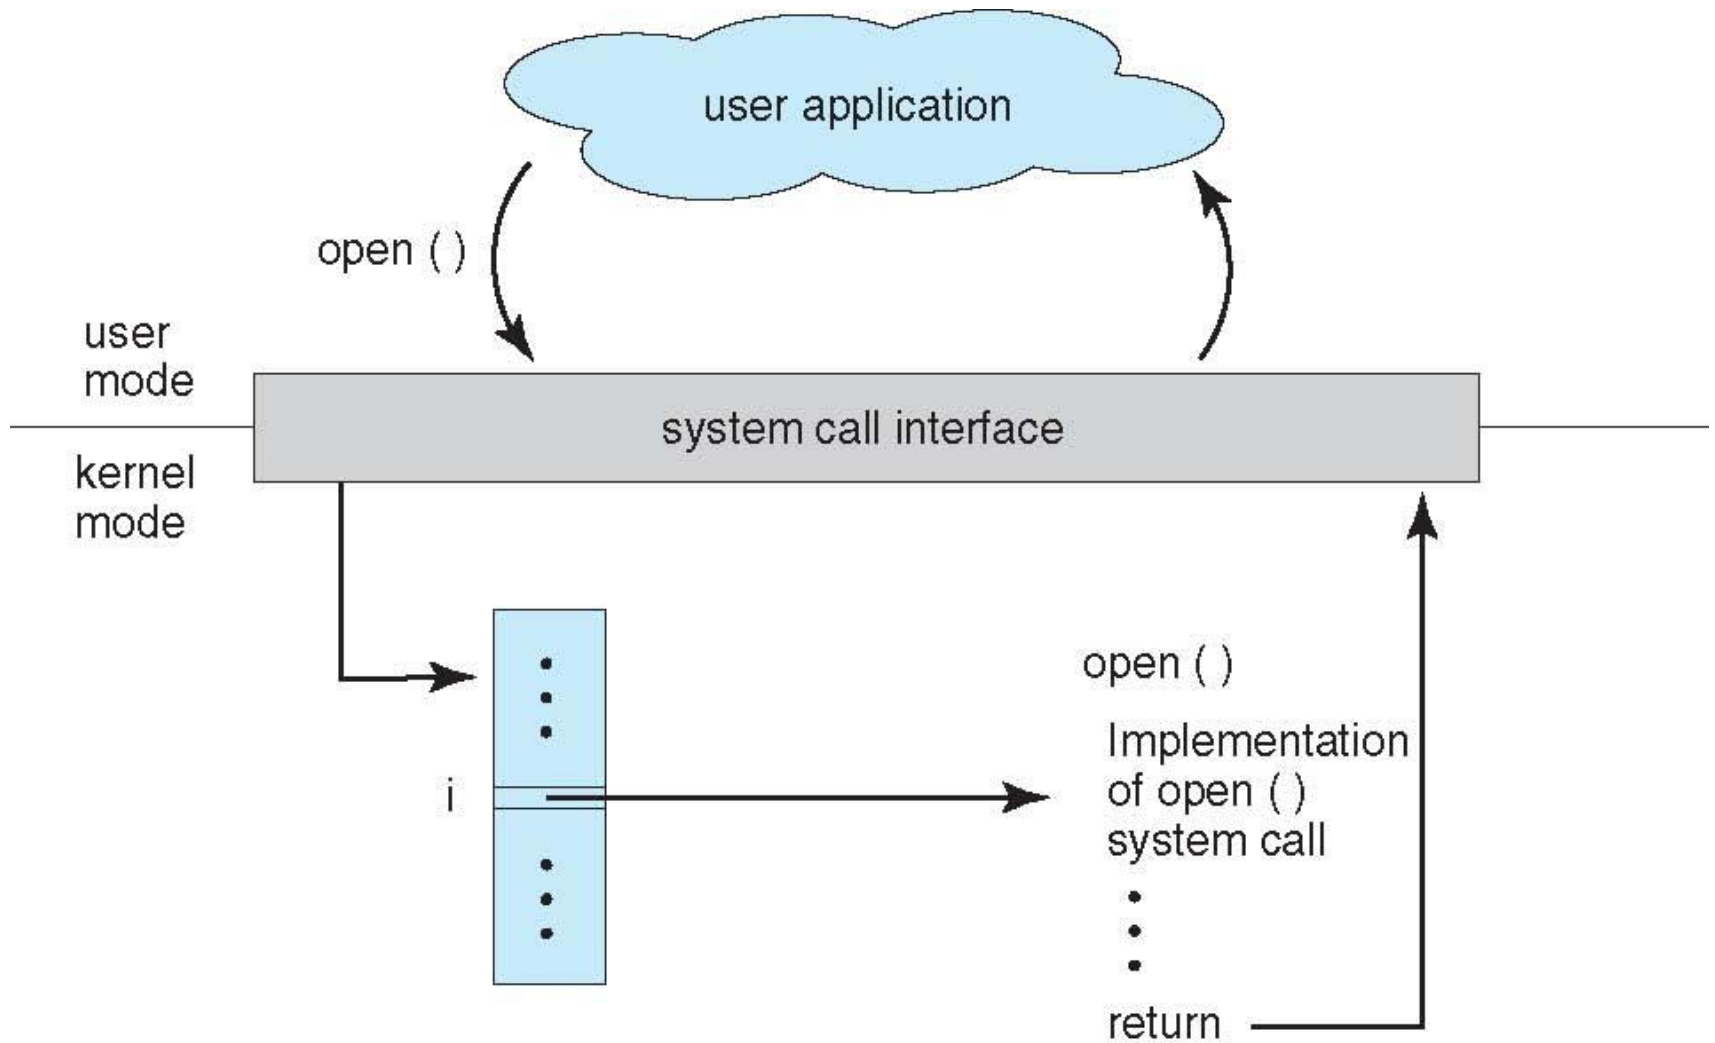 user application
open ( )
user
mode
system call interface
kernel
mode
open ( )
Implementation
of open ( )
system call
i
return